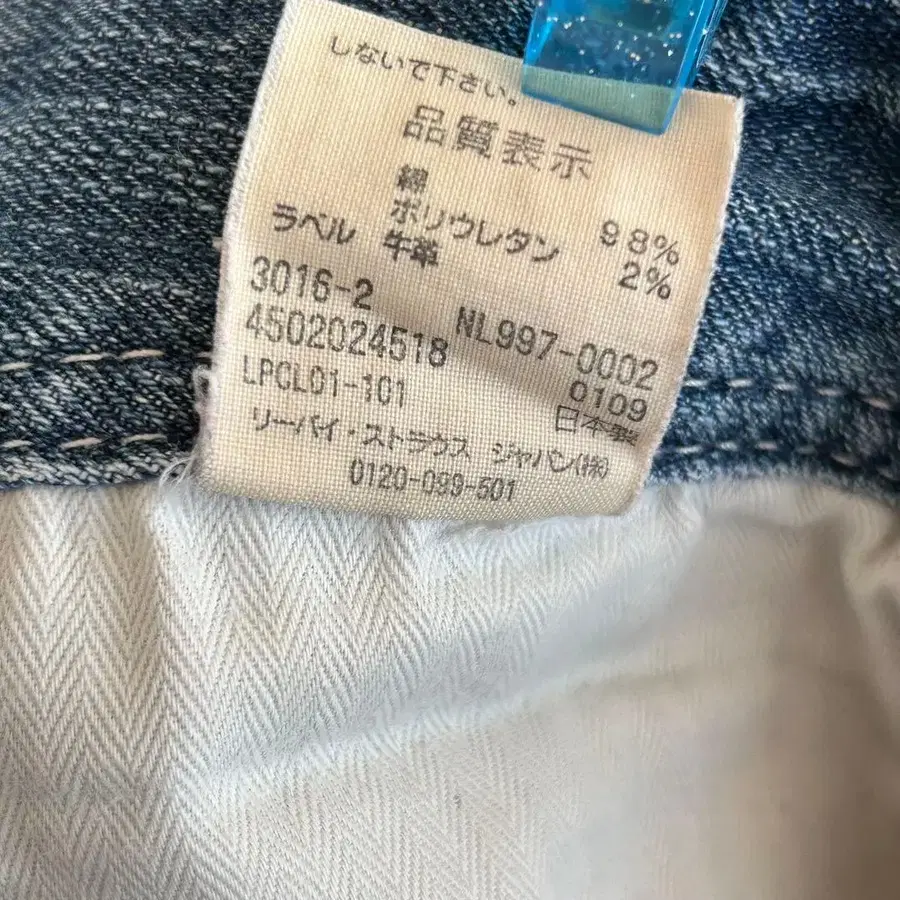 しないで下さい。
品質表示
綿 98%
ポリウレタン 2%
ラベル 牛革
3016-2 NL997-0002
4502024518 0109
LPCL01-101 日本製
リーバイ・ストラウス ジャパン(株)
0120-099-501